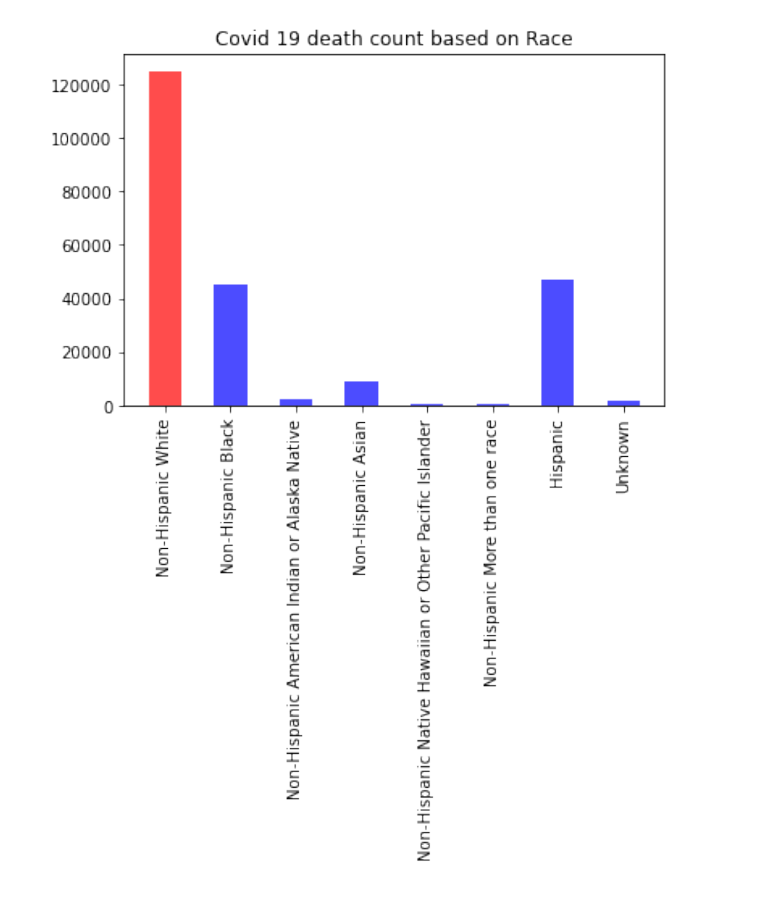 Covid 19 death count based on Race
120000
100000
80000
60000
40000
20000
0
Non-Hispanic White
Non-Hispanic Black
Non-Hispanic American Indian or Alaska Native
Non-Hispanic Asian
Non-Hispanic Native Hawaiian or Other Pacific Islander
Non-Hispanic More than one race
Hispanic
Unknown